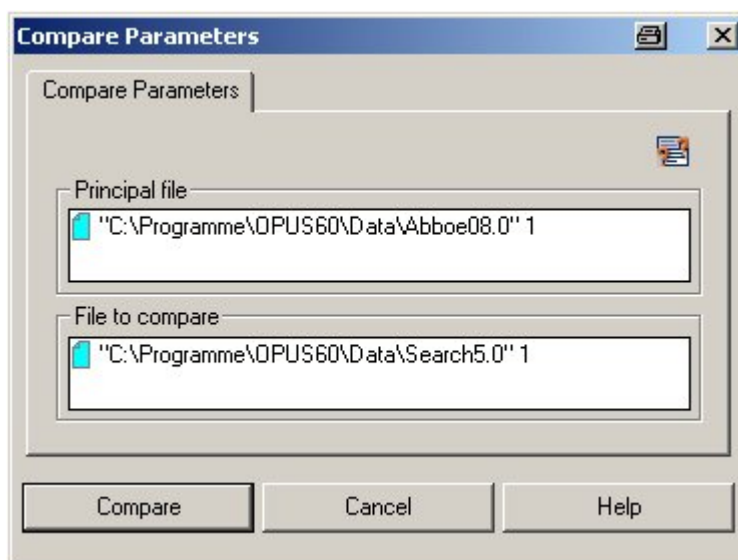 Compare Parameters
Compare Parameters
Principal file
"C:\Programme\OPUS60\Data\Abboe08.0" 1
File to compare
"C:\Programme\OPUS60\Data\Search5.0" 1
Compare Cancel Help